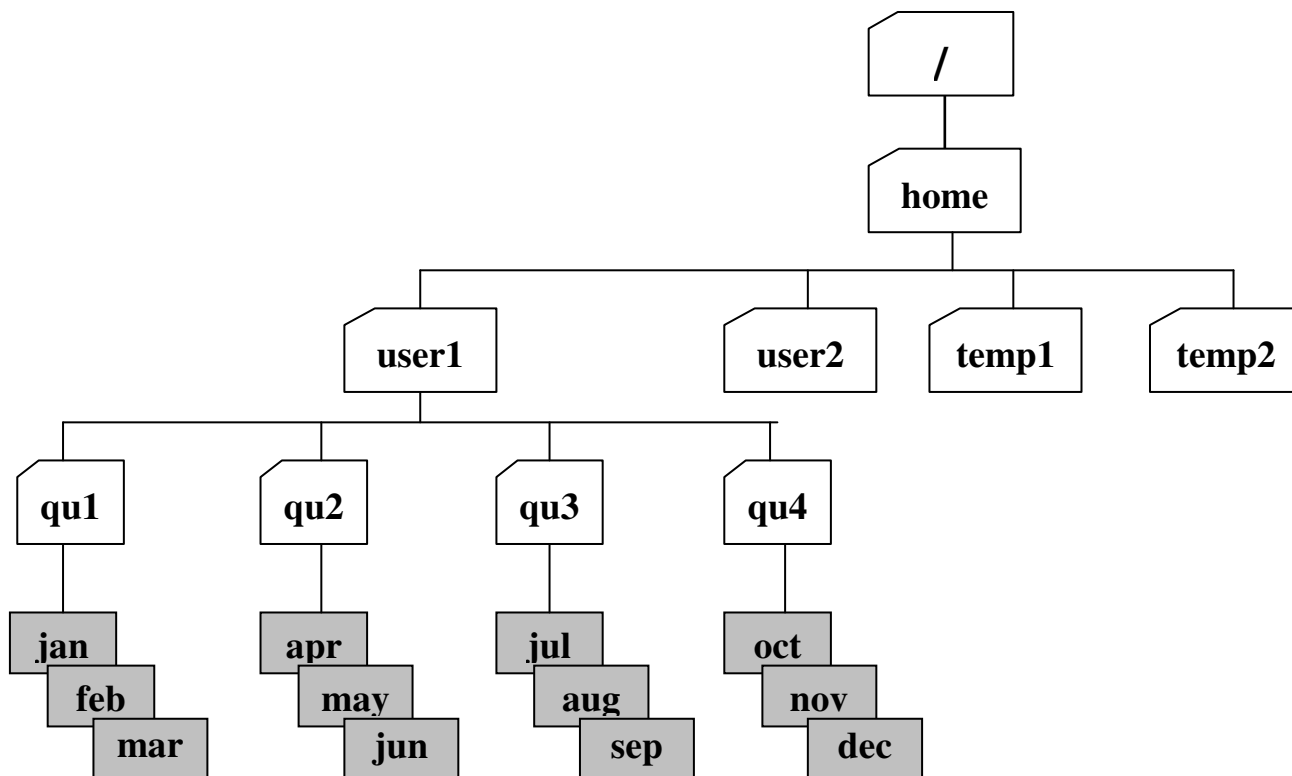 /
home
user1 user2 temp1 temp2
qu1 qu2 qu3 qu4
jan apr jul oct
feb may aug nov
mar jun sep dec